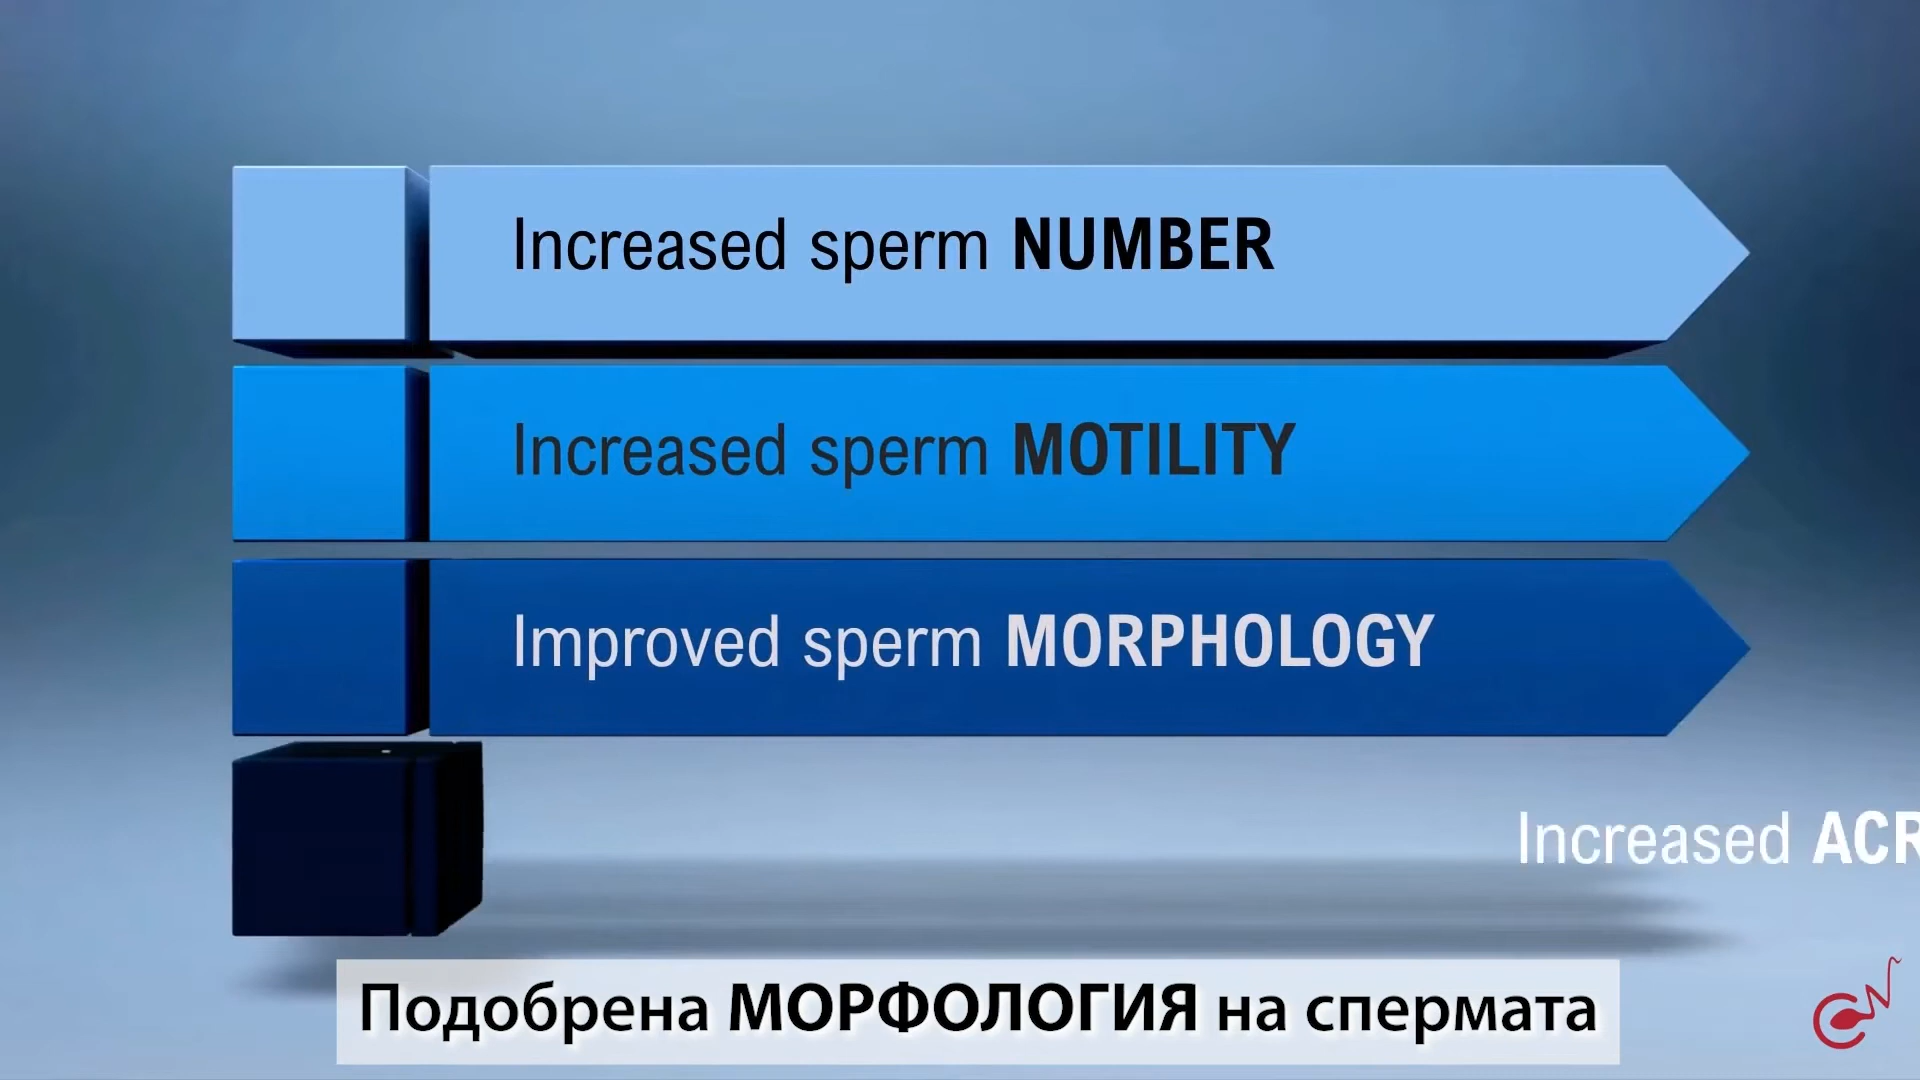 Increased sperm NUMBER
Increased sperm MOTILITY
Improved sperm MORPHOLOGY
Increased
Подобрена МОРФОЛОГИЯ на спермата